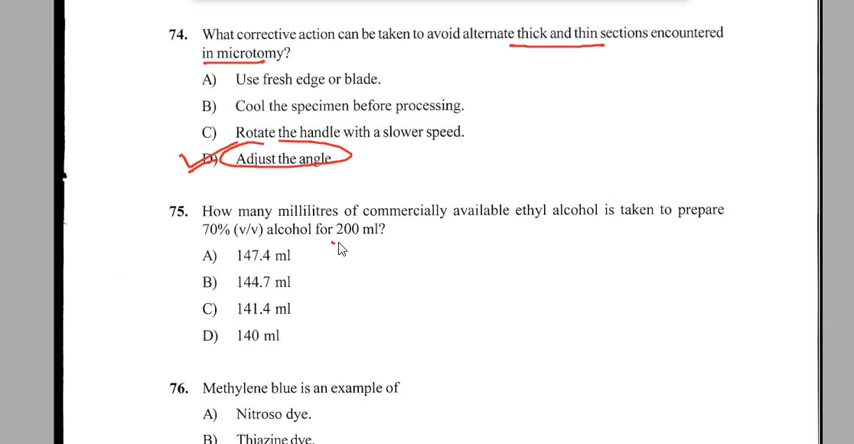 74. What corrective action can be taken to avoid alternate thick and thin sections encountered
in microtomy?
A) Use fresh edge or blade.
B) Cool the specimen before processing.
C) Rotate the handle with a slower speed.
D) Adjust the angle.
75. How many millilitres of commercially available ethyl alcohol is taken to prepare
70% (v/v) alcohol for 200 ml?
A) 147.4 ml
B) 144.7 ml
C) 141.4 ml
D) 140 ml
76. Methylene blue is an example of
A) Nitroso dye.
B) Thiazine dye.